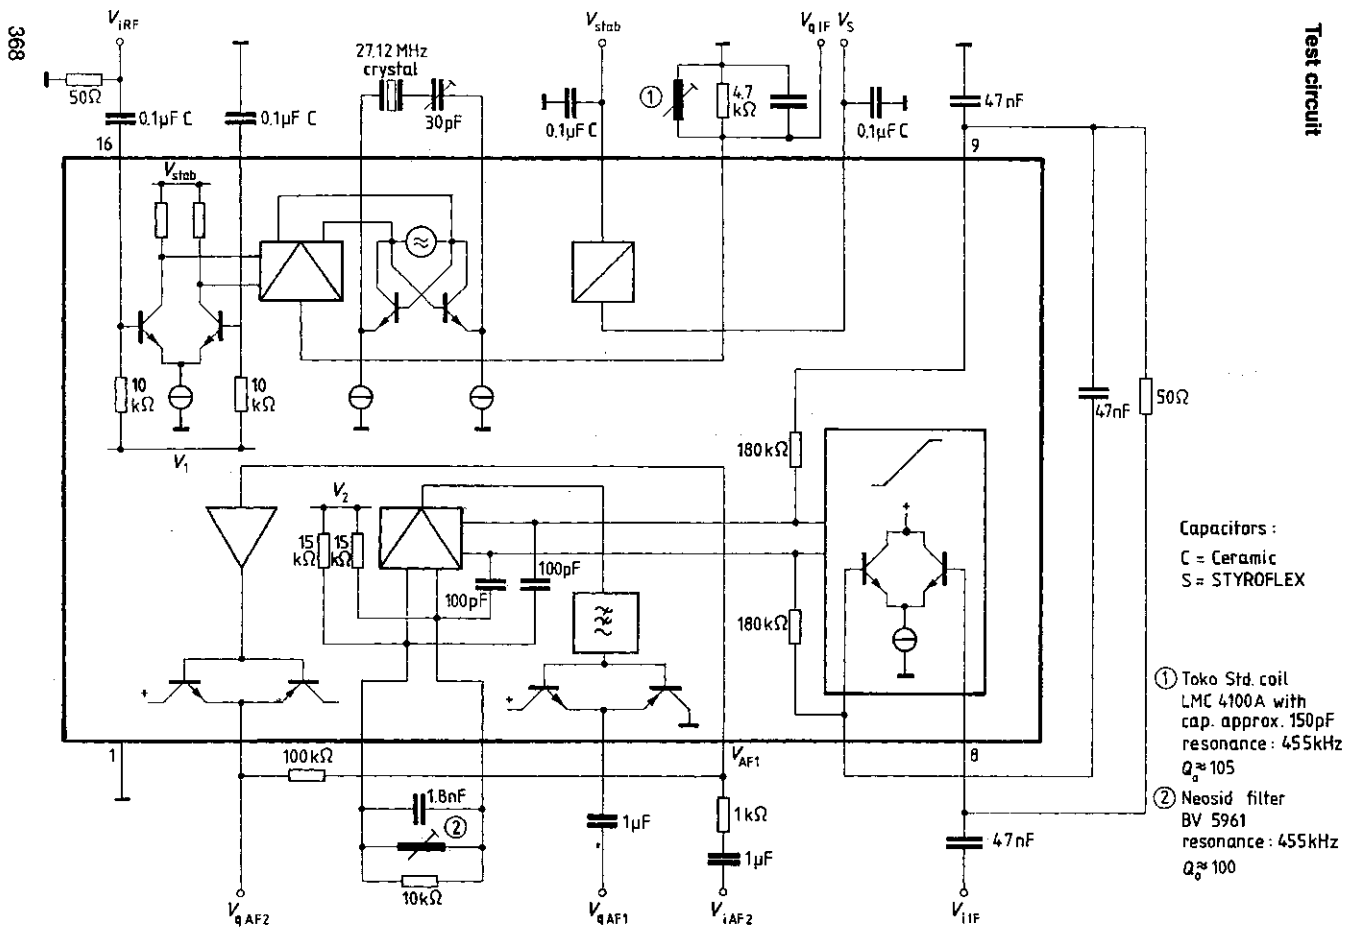 Test circuit
368
V_iRF
V_stab
V_qIF
V_S
27.12 MHz
crystal
50Ω
0.1µF C
0.1µF C
30pF
0.1µF C
①
4.7
kΩ
0.1µF C
47nF
16
9
V_stab
10
kΩ
10
kΩ
V_1
≈
47nF
50Ω
180kΩ
V_2
15
kΩ
15
kΩ
100pF
100pF
180kΩ
+
+
+
Capacitors :
C = Ceramic
S = STYROFLEX
① Toko Std. coil
LMC 4100A with
cap. approx. 150pF
resonance : 455kHz
Q_o ≈ 105
② Neosid filter
BV 5961
resonance : 455kHz
Q_o ≈ 100
1
100kΩ
V_AF1
8
1.8nF
②
10kΩ
1µF
1kΩ
1µF
47nF
V_qAF2
V_qAF1
V_iAF2
V_iIF